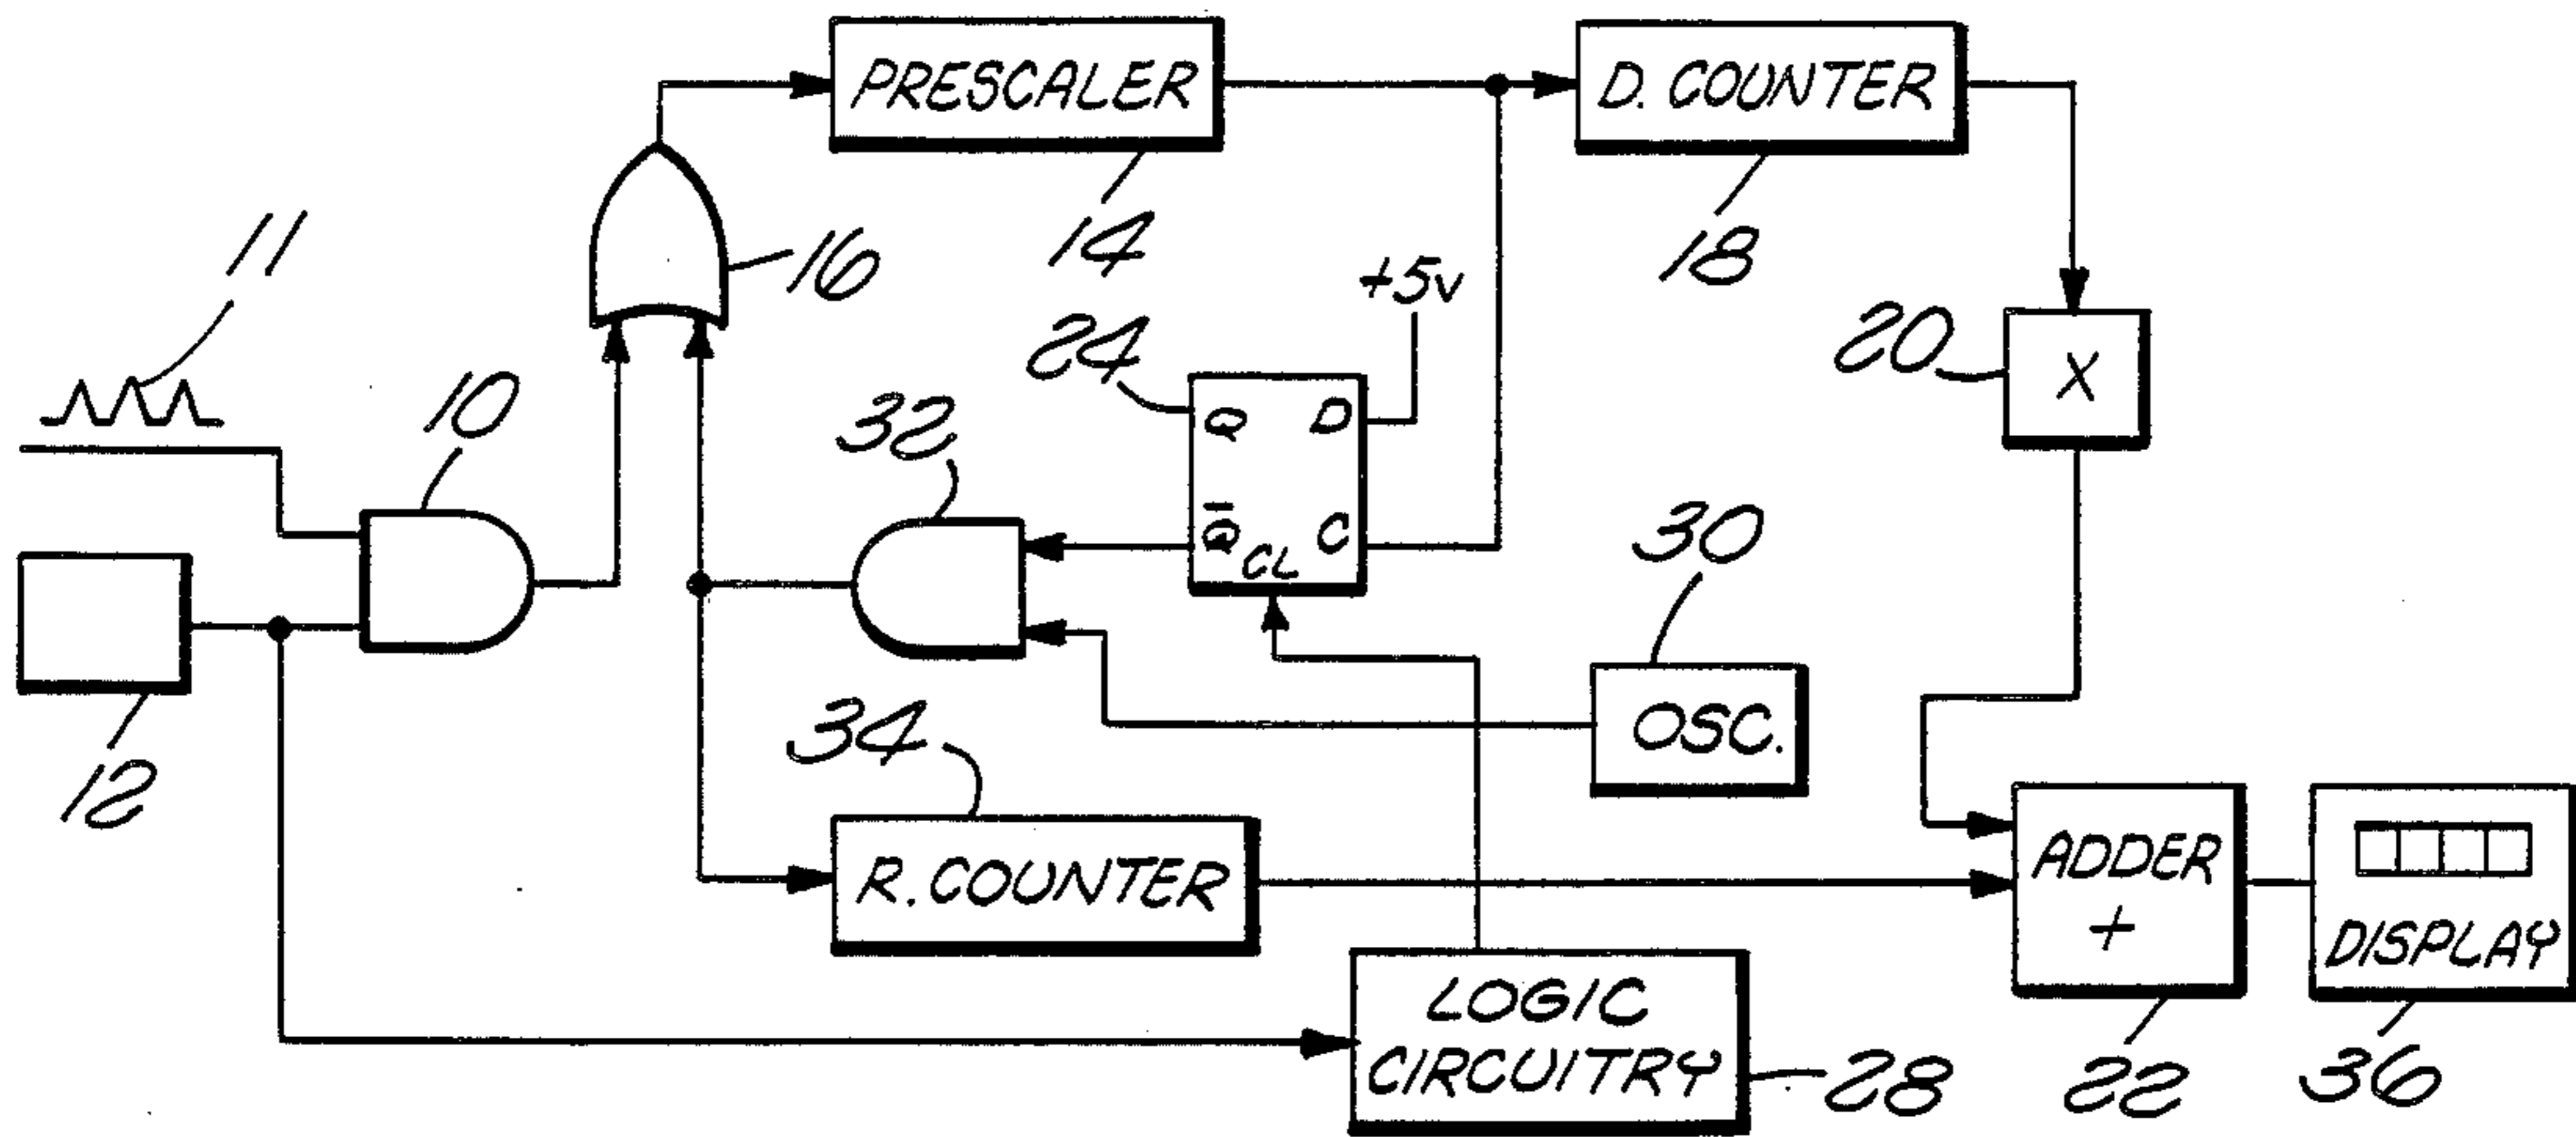 PRESCALER
D. COUNTER
14
18
11
16
+5v
24
20
X
10
32
Q D
Q̅ C
CL
30
12
34
OSC.
R. COUNTER
ADDER
+
DISPLAY
LOGIC
CIRCUITRY
28
22
36